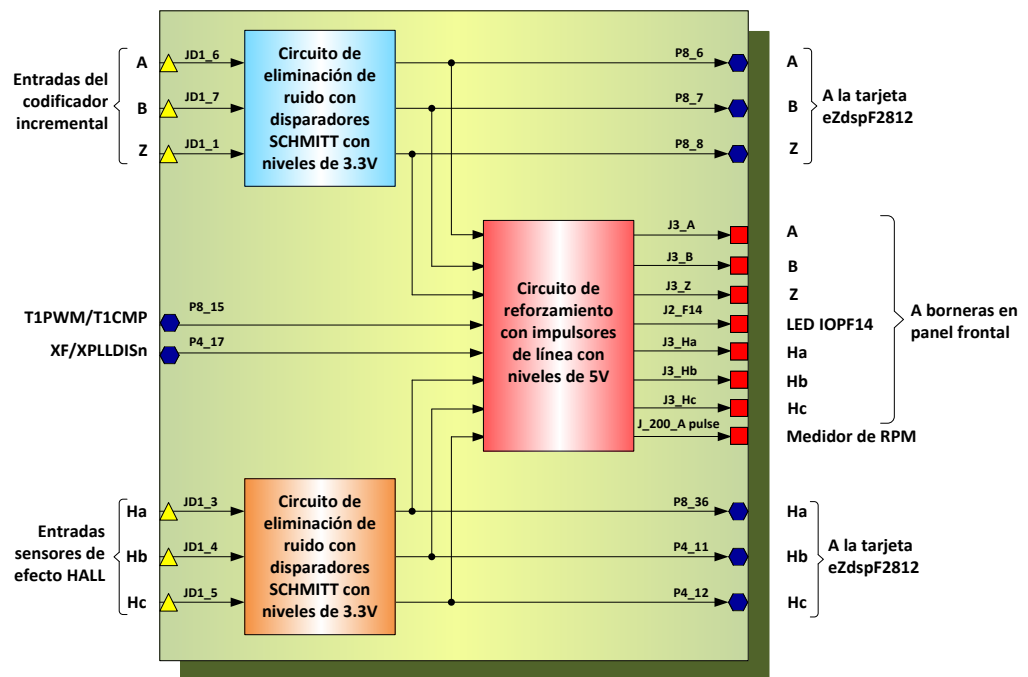 Entradas del
codificador
incremental
A
B
Z
JD1_6
JD1_7
JD1_1
Circuito de
eliminación de
ruido con
disparadores
SCHMITT con
niveles de 3.3V
P8_6
P8_7
P8_8
A
B
Z
A la tarjeta
eZdspF2812
T1PWM/T1CMP
XF/XPLLDISn
P8_15
P4_17
Circuito de
reforzamiento
con impulsores
de línea con
niveles de 5V
J3_A
J3_B
J3_Z
J2_F14
J3_Ha
J3_Hb
J3_Hc
J_200_A pulse
A
B
Z
LED IOPF14
Ha
Hb
Hc
Medidor de RPM
A borneras en
panel frontal
Entradas
sensores de
efecto HALL
Ha
Hb
Hc
JD1_3
JD1_4
JD1_5
Circuito de
eliminación de
ruido con
disparadores
SCHMITT con
niveles de 3.3V
P8_36
P4_11
P4_12
Ha
Hb
Hc
A la tarjeta
eZdspF2812